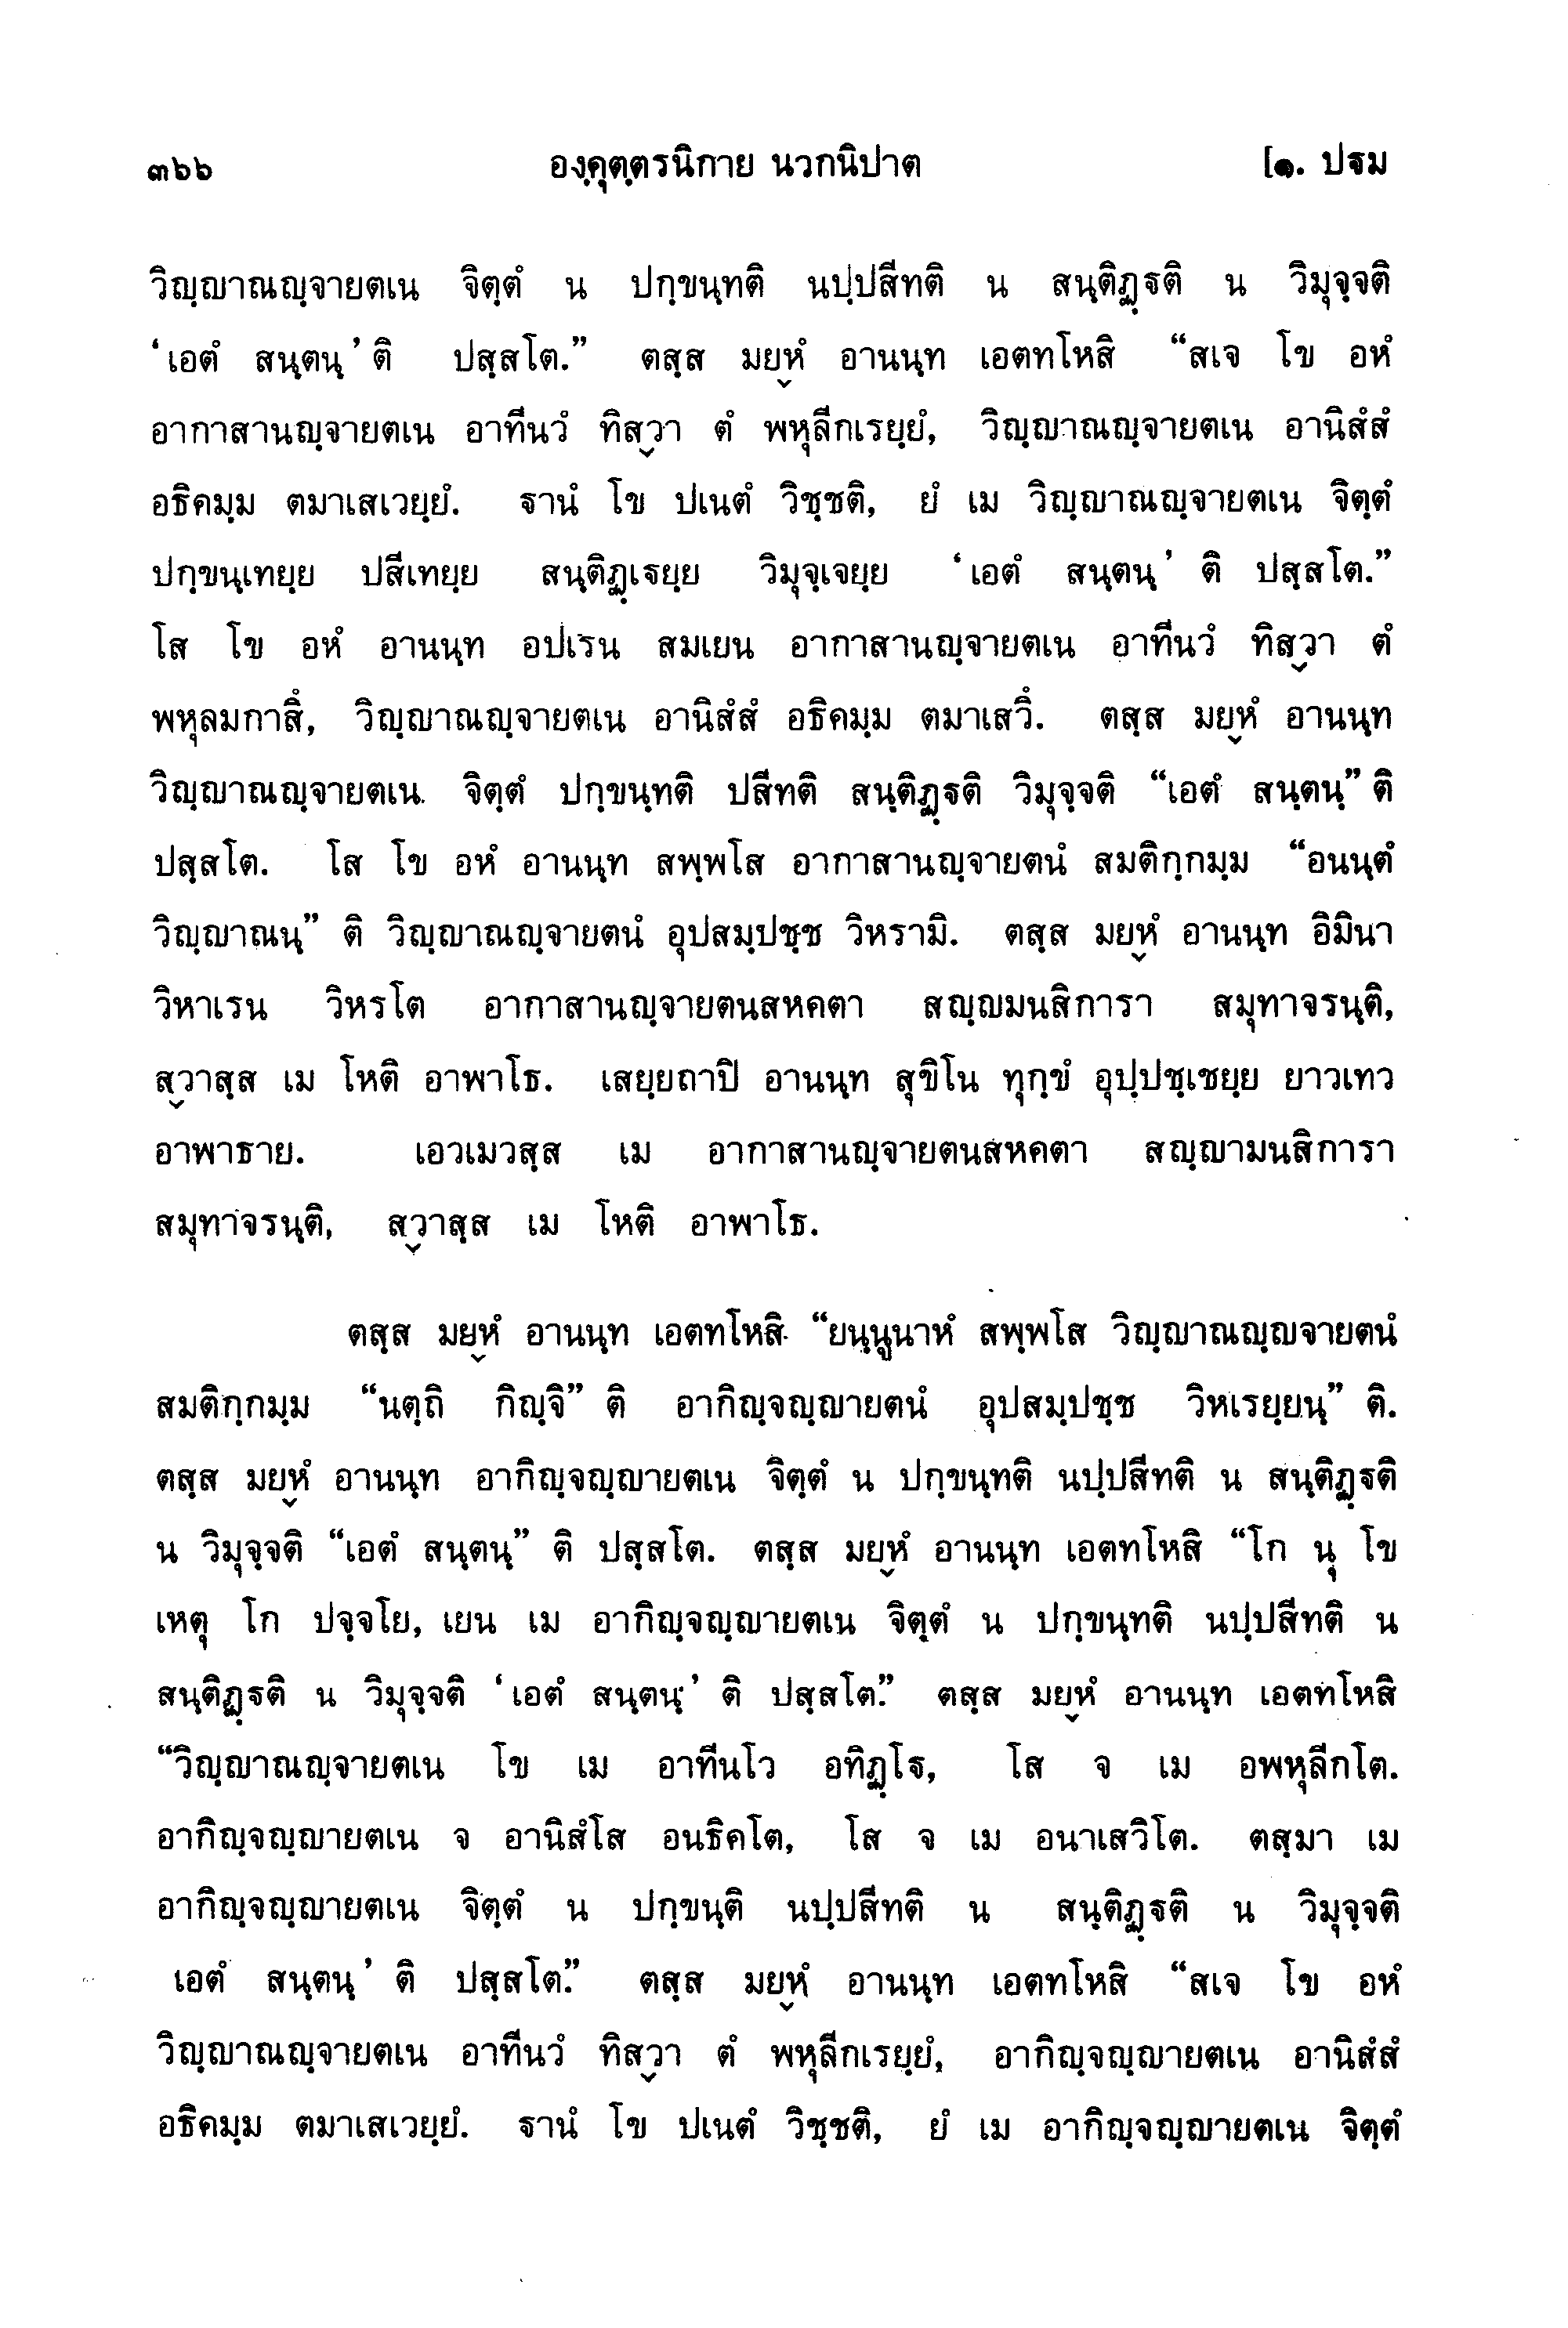 ๓๖๖ องฺคุตฺตรนิกาย นวกนิปาต [๑. ปฐม
วิญฺญาณญฺจายตเน จิตฺตํ น ปกฺขนฺทติ นปฺปสีทติ น สนฺติฏฺฐติ น วิมุจฺจติ
‘เอตํ สนฺตนฺ’ ติ ปสฺสโต.” ตสฺส มยฺหํ อานนฺท เอตทโหสิ “สเจ โข อหํ
อากาสานญฺจายตเน อาทีนวํ ทิสฺวา ตํ พหุลีกเรยฺยํ, วิญฺญาณญฺจายตเน อานิสํสํ
อธิคมฺม ตมาเสเวยฺยํ. ฐานํ โข ปเนตํ วิชฺชติ, ยํ เม วิญฺญาณญฺจายตเน จิตฺตํ
ปกฺขนฺเทยฺย ปสีเทยฺย สนฺติฏฺเฐยฺย วิมุจฺเจยฺย ‘เอตํ สนฺตนฺ’ ติ ปสฺสโต.”
โส โข อหํ อานนฺท อปเรน สมเยน อากาสานญฺจายตเน อาทีนวํ ทิสฺวา ตํ
พหุลมกาสิํ, วิญฺญาณญฺจายตเน อานิสํสํ อธิคมฺม ตมาเสวิํ. ตสฺส มยฺหํ อานนฺท
วิญฺญาณญฺจายตเน จิตฺตํ ปกฺขนฺทติ ปสีทติ สนฺติฏฺฐติ วิมุจฺจติ “เอตํ สนฺตนฺ” ติ
ปสฺสโต. โส โข อหํ อานนฺท สพฺพโส อากาสานญฺจายตนํ สมติกฺกมฺม “อนนฺตํ
วิญฺญาณนฺ” ติ วิญฺญาณญฺจายตนํ อุปสมฺปชฺช วิหรามิ. ตสฺส มยฺหํ อานนฺท อิมินา
วิหาเรน วิหรโต อากาสานญฺจายตนสหคตา สญฺญมนสิการา สมุทาจรนฺติ,
สฺวาสฺส เม โหติ อาพาโธ. เสยฺยถาปิ อานนฺท สุขิโน ทุกฺขํ อุปฺปชฺเชยฺย ยาวเทว
อาพาธาย. เอวเมวสฺส เม อากาสานญฺจายตนสหคตา สญฺญามนสิการา
สมุทาจรนฺติ, สฺวาสฺส เม โหติ อาพาโธ.
ตสฺส มยฺหํ อานนฺท เอตทโหสิ “ยนฺนูนาหํ สพฺพโส วิญฺญาณญฺญจายตนํ
สมติกฺกมฺม “นตฺถิ กิญฺจิ” ติ อากิญฺจญฺญายตนํ อุปสมฺปชฺช วิหเรยฺยนฺ” ติ.
ตสฺส มยฺหํ อานนฺท อากิญฺจญฺญายตเน จิตฺตํ น ปกฺขนฺทติ นปฺปสีทติ น สนฺติฏฺฐติ
น วิมุจฺจติ “เอตํ สนฺตนฺ” ติ ปสฺสโต. ตสฺส มยฺหํ อานนฺท เอตทโหสิ “โก นุ โข
เหตุ โก ปจฺจโย, เยน เม อากิญฺจญฺญายตเน จิตฺตํ น ปกฺขนฺทติ นปฺปสีทติ น
สนฺติฏฺฐติ น วิมุจฺจติ ‘เอตํ สนฺตนฺ’ ติ ปสฺสโต.” ตสฺส มยฺหํ อานนฺท เอตทโหสิ
“วิญฺญาณญฺจายตเน โข เม อาทีนโว อทิฏฺโฐ, โส จ เม อพหุลีกโต.
อากิญฺจญฺญายตเน จ อานิสํโส อนธิคโต, โส จ เม อนาเสวิโต. ตสฺมา เม
อากิญฺจญฺญายตเน จิตฺตํ น ปกฺขนฺติ นปฺปสีทติ น สนฺติฏฺฐติ น วิมุจฺจติ
เอตํ สนฺตนฺ’ ติ ปสฺสโต.” ตสฺส มยฺหํ อานนฺท เอตทโหสิ “สเจ โข อหํ
วิญฺญาณญฺจายตเน อาทีนวํ ทิสฺวา ตํ พหุลีกเรยฺยํ, อากิญฺจญฺญายตเน อานิสํสํ
อธิคมฺม ตมาเสเวยฺยํ. ฐานํ โข ปเนตํ วิชฺชติ, ยํ เม อากิญฺจญฺญายตเน จิตฺตํ